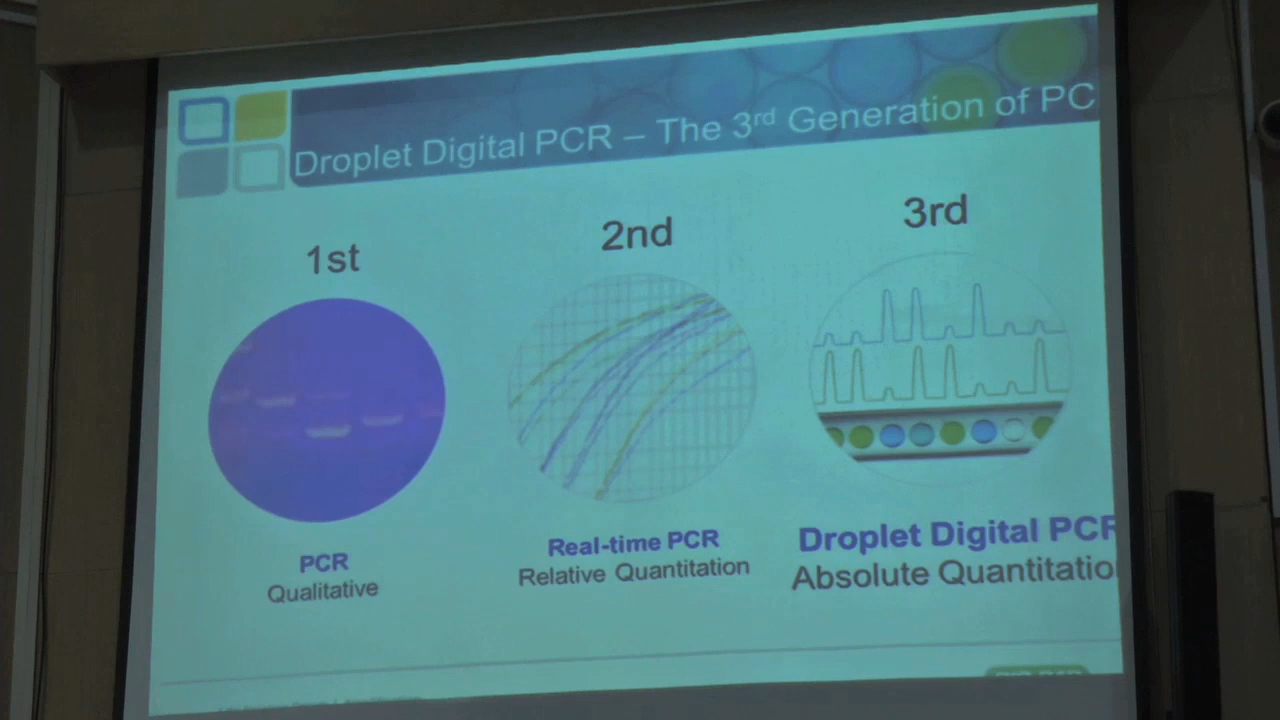 Droplet Digital PCR – The 3rd Generation of PC
1st
2nd
3rd
PCR
Qualitative
Real-time PCR
Relative Quantitation
Droplet Digital PCR
Absolute Quantitatio